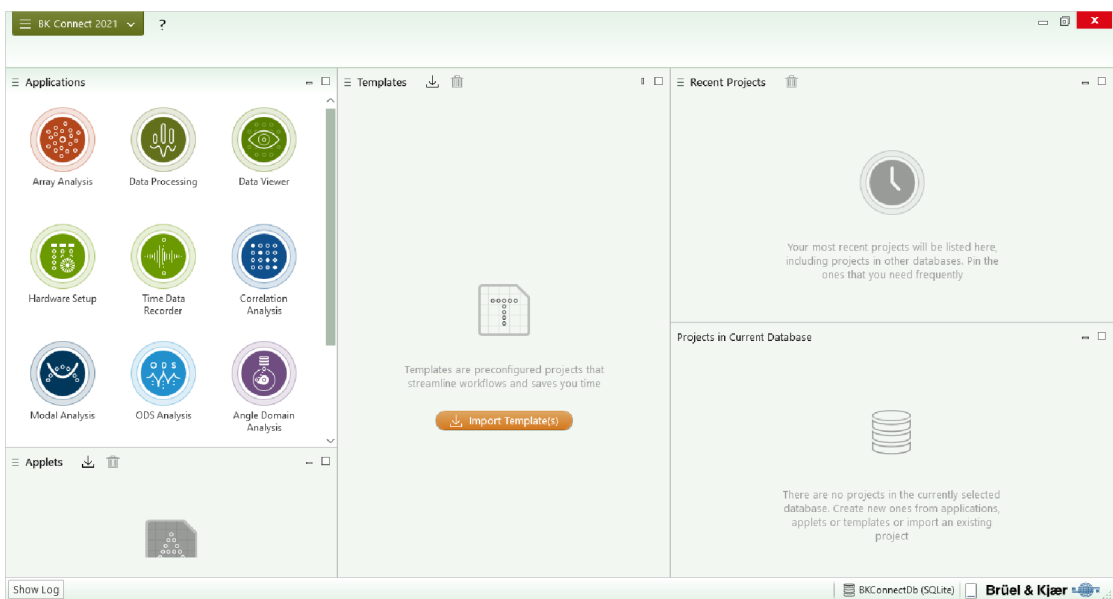 BK Connect 2021
?
Applications
Array Analysis
Data Processing
Data Viewer
Hardware Setup
Time Data
Recorder
Correlation
Analysis
ODS
Modal Analysis
ODS Analysis
Angle Domain
Analysis
Applets
Templates
Templates are preconfigured projects that
streamline workflows and saves you time
Import Template(s)
Recent Projects
Your most recent projects will be listed here,
including projects in other databases. Pin the
ones that you need frequently
Projects in Current Database
There are no projects in the currently selected
database. Create new ones from applications,
applets or templates or import an existing
project
Show Log
BKConnectDb (SQLite)
Brüel & Kjær